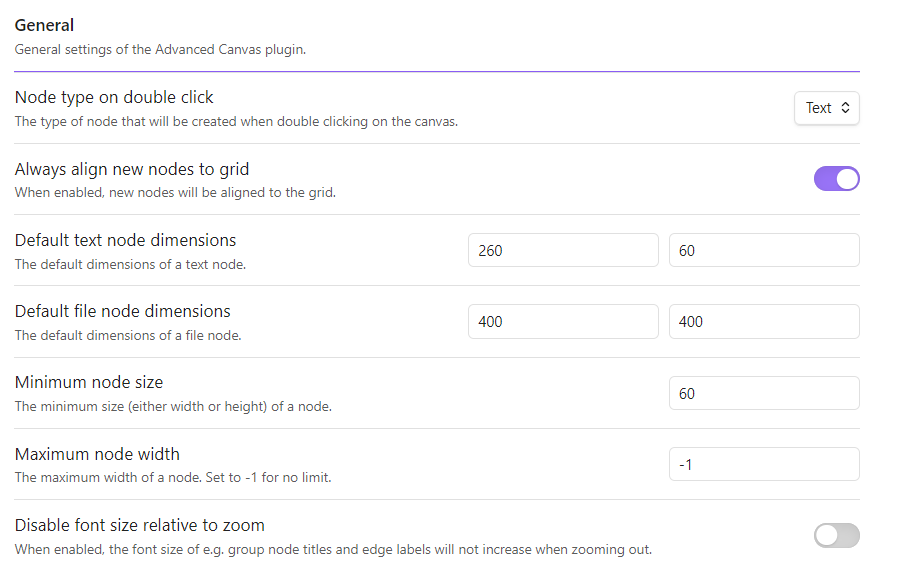 General
General settings of the Advanced Canvas plugin.
Node type on double click
The type of node that will be created when double clicking on the canvas.
Text
Always align new nodes to grid
When enabled, new nodes will be aligned to the grid.
Default text node dimensions
The default dimensions of a text node.
260
60
Default file node dimensions
The default dimensions of a file node.
400
400
Minimum node size
The minimum size (either width or height) of a node.
60
Maximum node width
The maximum width of a node. Set to -1 for no limit.
-1
Disable font size relative to zoom
When enabled, the font size of e.g. group node titles and edge labels will not increase when zooming out.